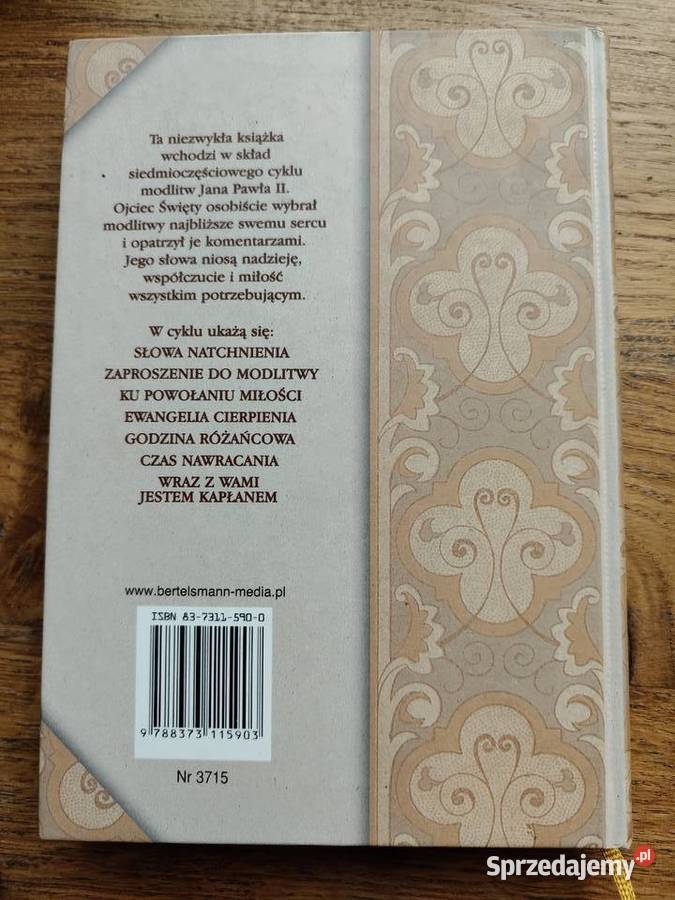 Ta niezwykła książka
wchodzi w skład
siedmioczęściowego cyklu
modlitw Jana Pawła II.
Ojciec Święty osobiście wybrał
modlitwy najbliższe swemu sercu
i opatrzył je komentarzami.
Jego słowa niosą nadzieję,
współczucie i miłość
wszystkim potrzebującym.
W cyklu ukażą się:
SŁOWA NATCHNIENIA
ZAPROSZENIE DO MODLITWY
KU POWOŁANIU MIŁOŚCI
EWANGELIA CIERPIENIA
GODZINA RÓŻAŃCOWA
CZAS NAWRACANIA
WRAZ Z WAMI
JESTEM KAPŁANEM
www.bertelsmann-media.pl
ISBN 83-7311-590-0
9 788373 115903
Nr 3715
Sprzedajemy.pl